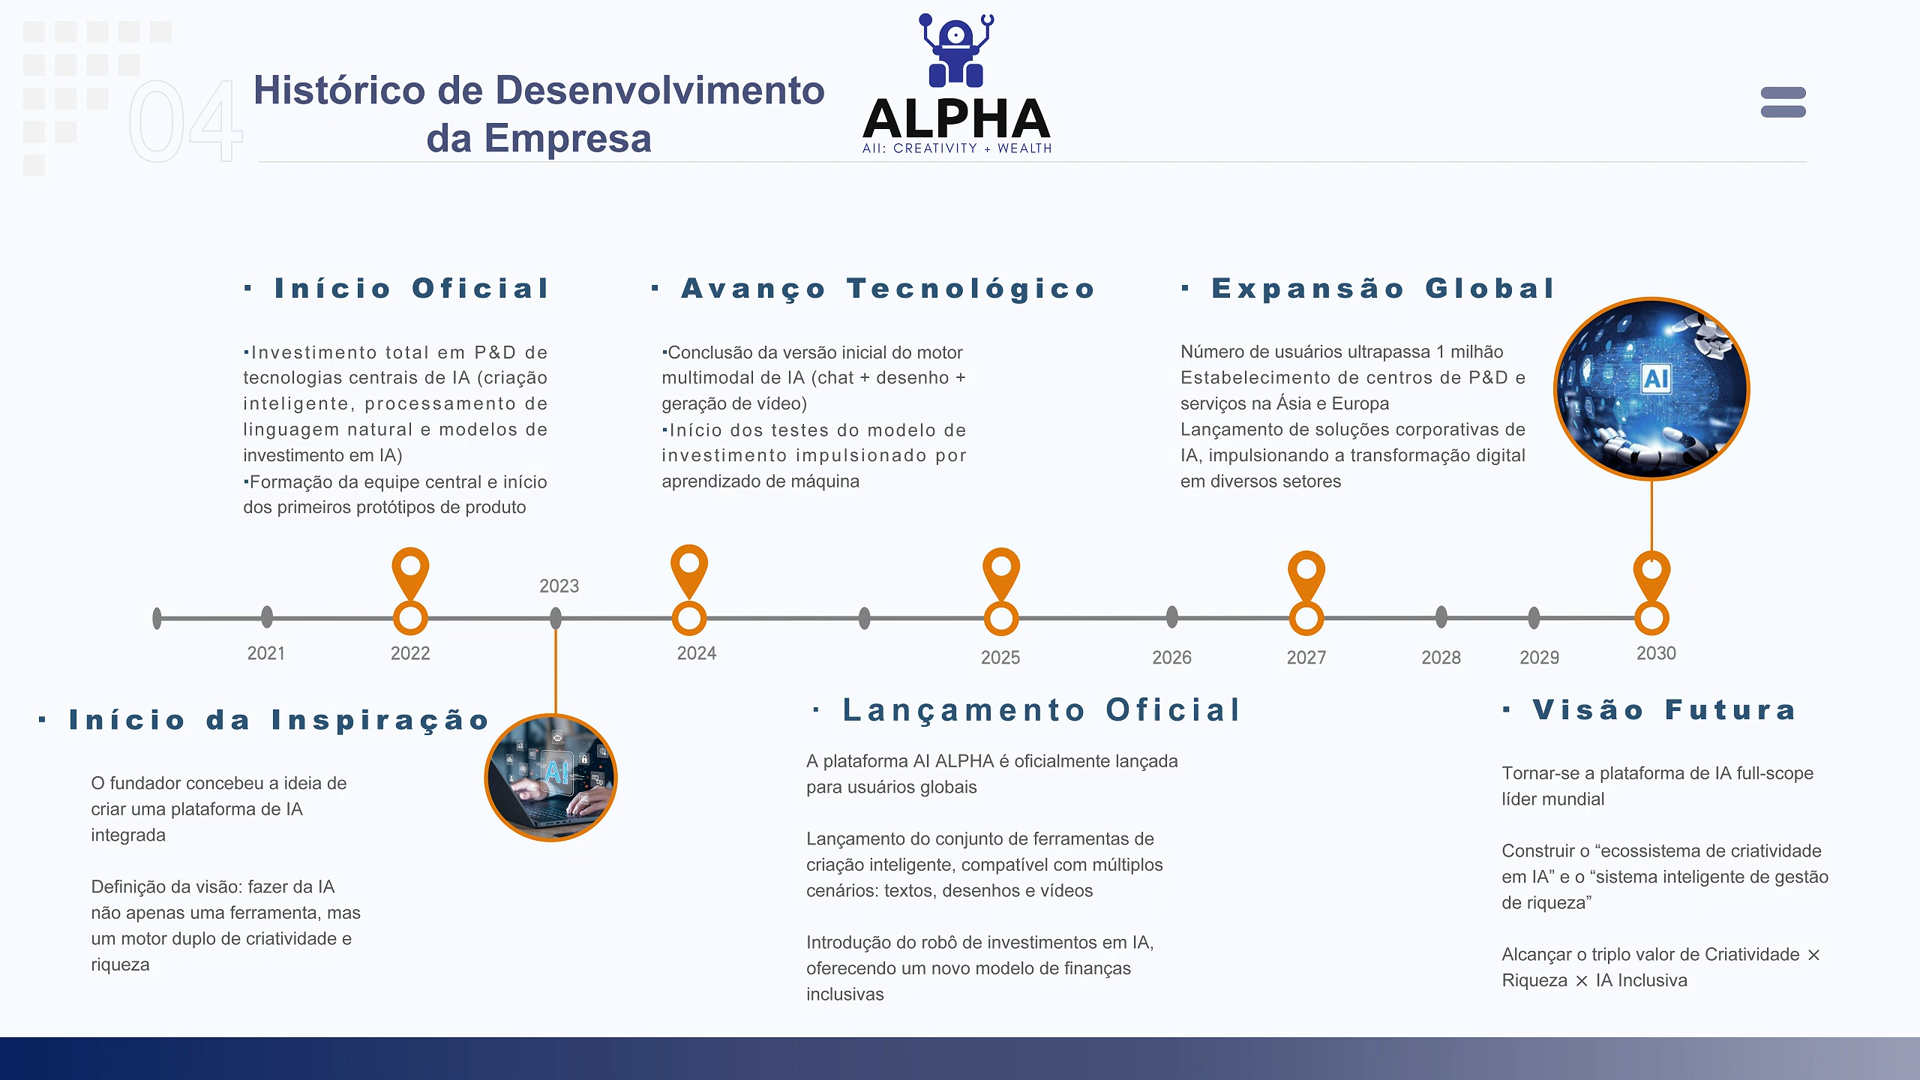 04
Histórico de Desenvolvimento
da Empresa
ALPHA
AII: CREATIVITY + WEALTH
· Início Oficial
▪Investimento total em P&D de
tecnologias centrais de IA (criação
inteligente, processamento de
linguagem natural e modelos de
investimento em IA)
▪Formação da equipe central e início
dos primeiros protótipos de produto
· Avanço Tecnológico
▪Conclusão da versão inicial do motor
multimodal de IA (chat + desenho +
geração de vídeo)
▪Início dos testes do modelo de
investimento impulsionado por
aprendizado de máquina
· Expansão Global
Número de usuários ultrapassa 1 milhão
Estabelecimento de centros de P&D e
serviços na Ásia e Europa
Lançamento de soluções corporativas de
IA, impulsionando a transformação digital
em diversos setores
AI
2023
2021
2022
2024
2025
2026
2027
2028
2029
2030
· Início da Inspiração
O fundador concebeu a ideia de
criar uma plataforma de IA
integrada
Definição da visão: fazer da IA
não apenas uma ferramenta, mas
um motor duplo de criatividade e
riqueza
AI
· Lançamento Oficial
A plataforma AI ALPHA é oficialmente lançada
para usuários globais
Lançamento do conjunto de ferramentas de
criação inteligente, compatível com múltiplos
cenários: textos, desenhos e vídeos
Introdução do robô de investimentos em IA,
oferecendo um novo modelo de finanças
inclusivas
· Visão Futura
Tornar-se a plataforma de IA full-scope
líder mundial
Construir o “ecossistema de criatividade
em IA” e o “sistema inteligente de gestão
de riqueza”
Alcançar o triplo valor de Criatividade ×
Riqueza × IA Inclusiva